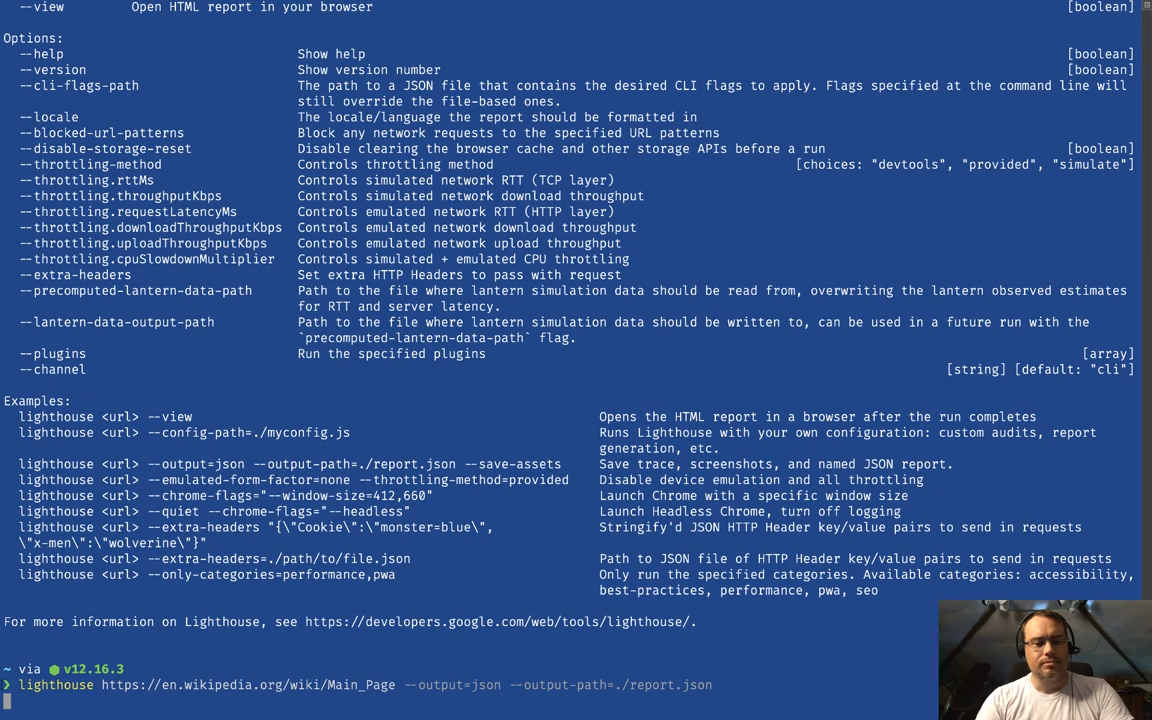 --view Open HTML report in your browser [boolean]
Options:
--help Show help [boolean]
--version Show version number [boolean]
--cli-flags-path The path to a JSON file that contains the desired CLI flags to apply. Flags specified at the command line will
still override the file-based ones.
--locale The locale/language the report should be formatted in
--blocked-url-patterns Block any network requests to the specified URL patterns
--disable-storage-reset Disable clearing the browser cache and other storage APIs before a run [boolean]
--throttling-method Controls throttling method [choices: "devtools", "provided", "simulate"]
--throttling.rttMs Controls simulated network RTT (TCP layer)
--throttling.throughputKbps Controls simulated network download throughput
--throttling.requestLatencyMs Controls emulated network RTT (HTTP layer)
--throttling.downloadThroughputKbps Controls emulated network download throughput
--throttling.uploadThroughputKbps Controls emulated network upload throughput
--throttling.cpuSlowdownMultiplier Controls simulated + emulated CPU throttling
--extra-headers Set extra HTTP Headers to pass with request
--precomputed-lantern-data-path Path to the file where lantern simulation data should be read from, overwriting the lantern observed estimates
for RTT and server latency.
--lantern-data-output-path Path to the file where lantern simulation data should be written to, can be used in a future run with the
`precomputed-lantern-data-path` flag.
--plugins Run the specified plugins [array]
--channel [string] [default: "cli"]
Examples:
lighthouse <url> --view Opens the HTML report in a browser after the run completes
lighthouse <url> --config-path=./myconfig.js Runs Lighthouse with your own configuration: custom audits, report
generation, etc.
lighthouse <url> --output=json --output-path=./report.json --save-assets Save trace, screenshots, and named JSON report.
lighthouse <url> --emulated-form-factor=none --throttling-method=provided Disable device emulation and all throttling
lighthouse <url> --chrome-flags="--window-size=412,660" Launch Chrome with a specific window size
lighthouse <url> --quiet --chrome-flags="--headless" Launch Headless Chrome, turn off logging
lighthouse <url> --extra-headers "{\"Cookie\":\"monster=blue\", Stringify'd JSON HTTP Header key/value pairs to send in requests
\"x-men\":\"wolverine\"}"
lighthouse <url> --extra-headers=./path/to/file.json Path to JSON file of HTTP Header key/value pairs to send in requests
lighthouse <url> --only-categories=performance,pwa Only run the specified categories. Available categories: accessibility,
best-practices, performance, pwa, seo
For more information on Lighthouse, see https://developers.google.com/web/tools/lighthouse/.
~ via ⬢ v12.16.3
❯ lighthouse https://en.wikipedia.org/wiki/Main_Page --output=json --output-path=./report.json